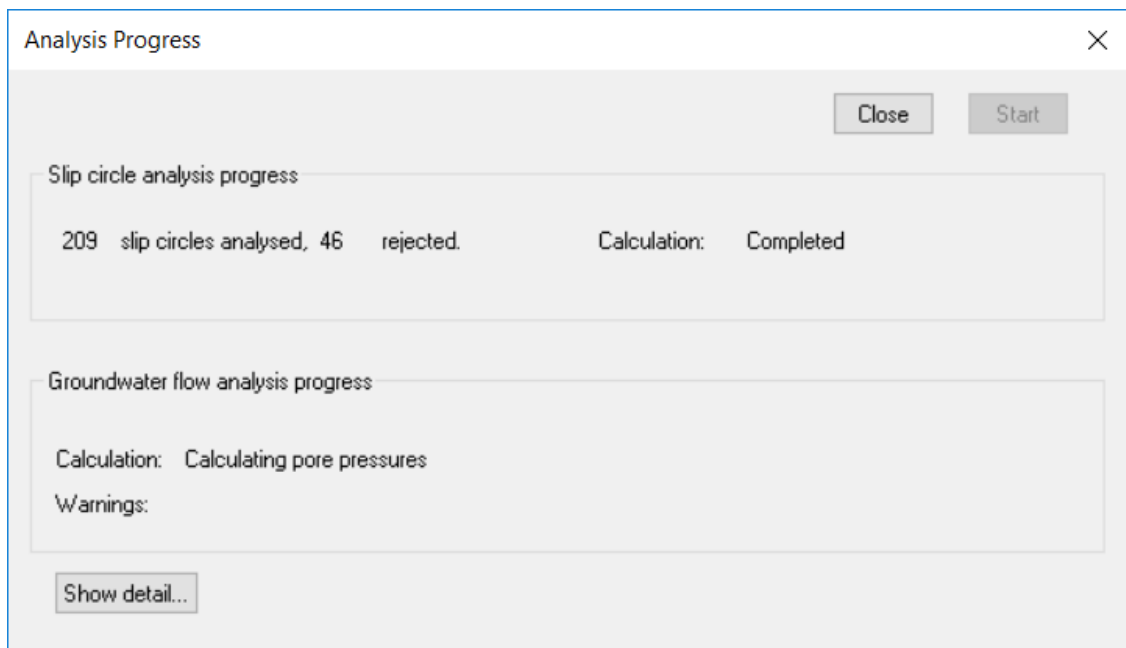 Analysis Progress
Close Start
Slip circle analysis progress
209 slip circles analysed, 46 rejected. Calculation: Completed
Groundwater flow analysis progress
Calculation: Calculating pore pressures
Warnings:
Show detail...